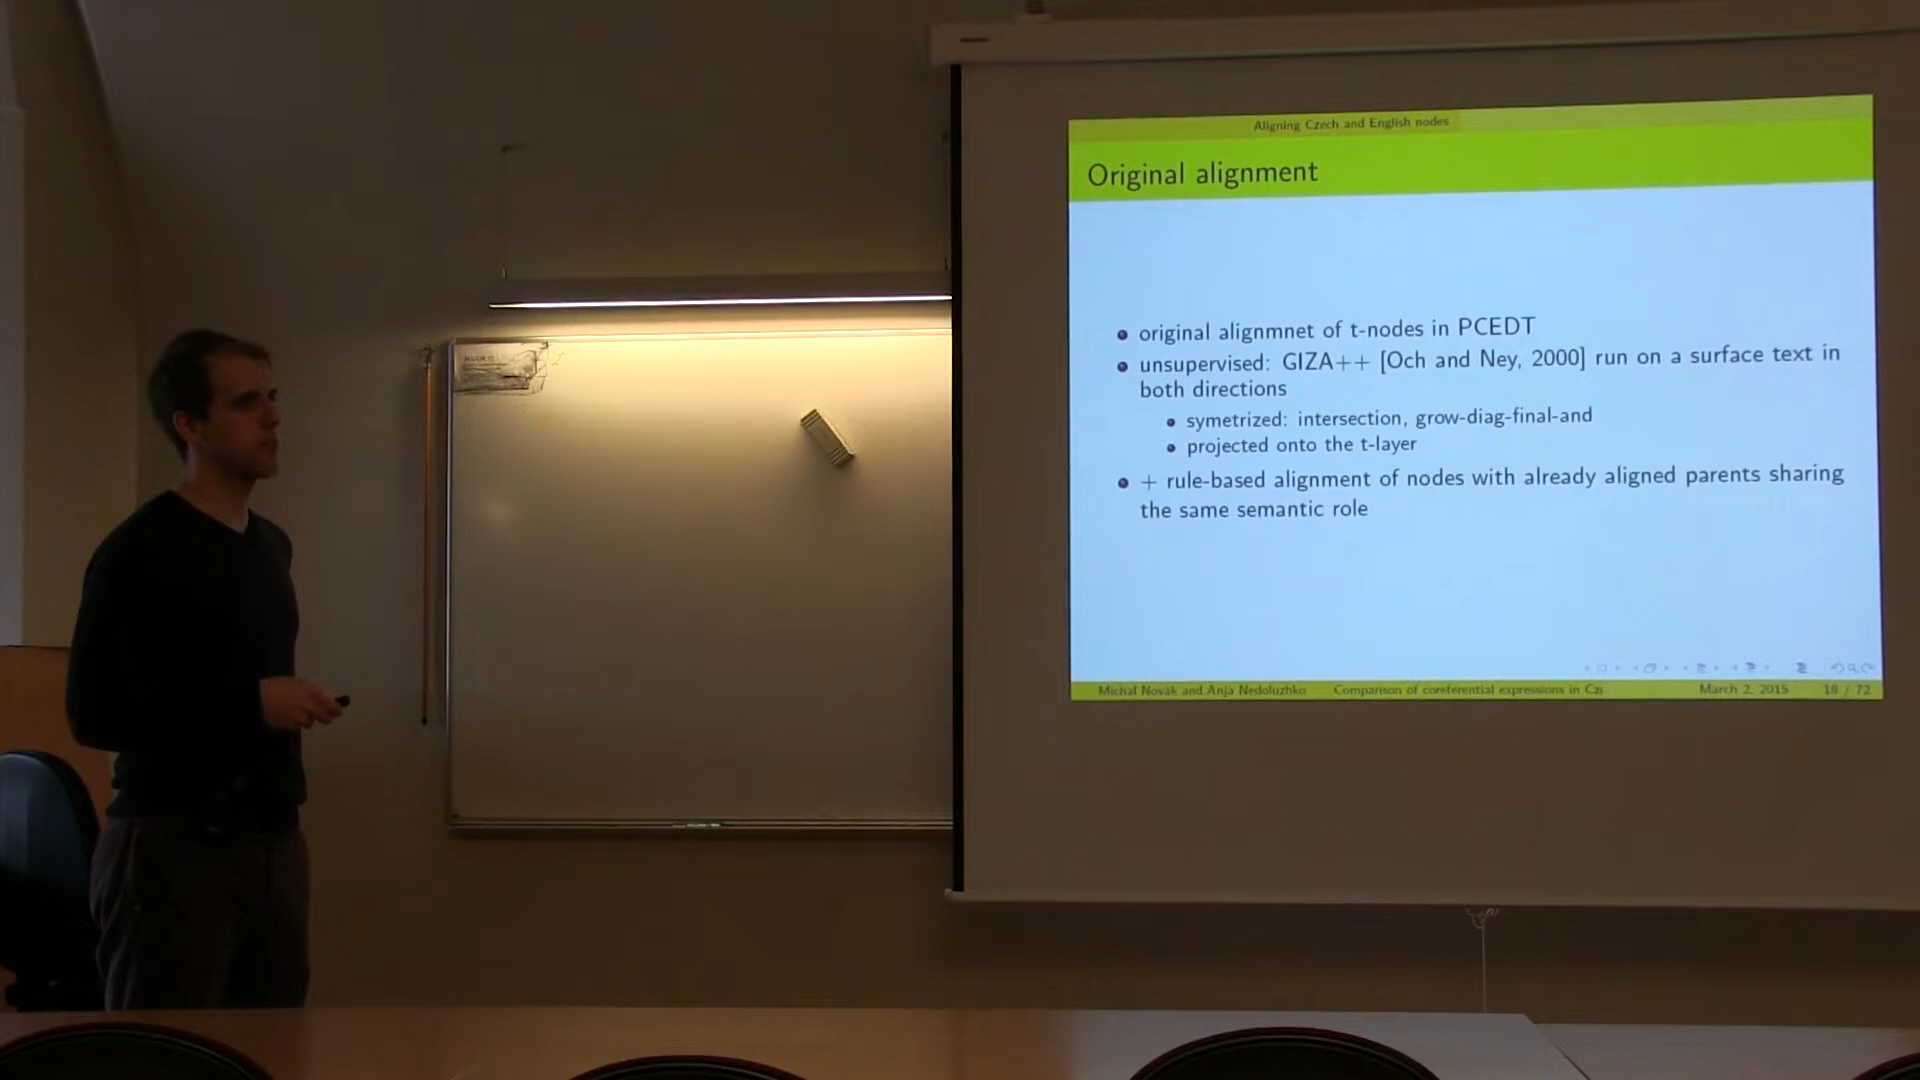 Aligning Czech and English nodes
Original alignment
original alignmnet of t-nodes in PCEDT
unsupervised: GIZA++ [Och and Ney, 2000] run on a surface text in
both directions
symetrized: intersection, grow-diag-final-and
projected onto the t-layer
+ rule-based alignment of nodes with already aligned parents sharing
the same semantic role
Michal Novák and Anja Nedoluzhko Comparison of coreferential expressions in Cz March 2, 2015 18 / 72